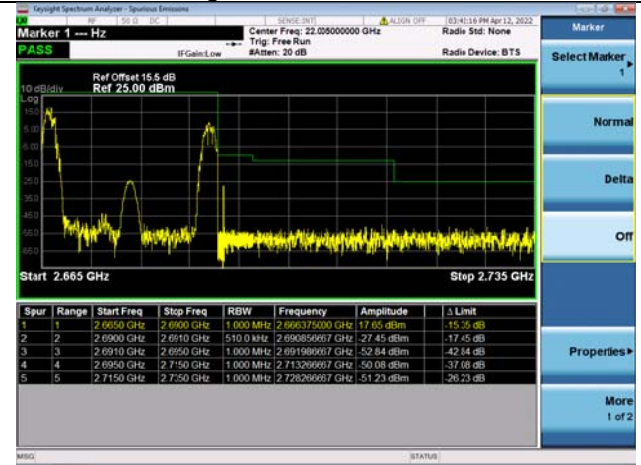 Keysight Spectrum Analyzer - Spurious Emissions
RF 50 Ω DC SENSE:INT ALIGN OFF 03:41:16 PM Apr 12, 2022
Marker 1 --- Hz
Center Freq: 22.005000000 GHz
Radio Std: None
Trig: Free Run
PASS
IFGain:Low
#Atten: 20 dB
Radio Device: BTS
Ref Offset 15.5 dB
10 dB/div Ref 25.00 dBm
Log
15.0
5.00
-5.00
-15.0
-25.0
-35.0
-45.0
-55.0
-65.0
Start 2.665 GHz Stop 2.735 GHz
Spur Range Start Freq Stop Freq RBW Frequency Amplitude Δ Limit
1 1 2.6650 GHz 2.6900 GHz 1.000 MHz 2.666375000 GHz 17.65 dBm -15.35 dB
2 2 2.6900 GHz 2.6910 GHz 510.0 kHz 2.690856667 GHz -27.45 dBm -17.45 dB
3 3 2.6910 GHz 2.6950 GHz 1.000 MHz 2.691986667 GHz -52.84 dBm -42.84 dB
4 4 2.6950 GHz 2.7150 GHz 1.000 MHz 2.713266667 GHz -50.08 dBm -37.08 dB
5 5 2.7150 GHz 2.7350 GHz 1.000 MHz 2.728266667 GHz -51.23 dBm -26.23 dB
MSG STATUS
Marker
Select Marker
1
Normal
Delta
Off
Properties
More
1 of 2